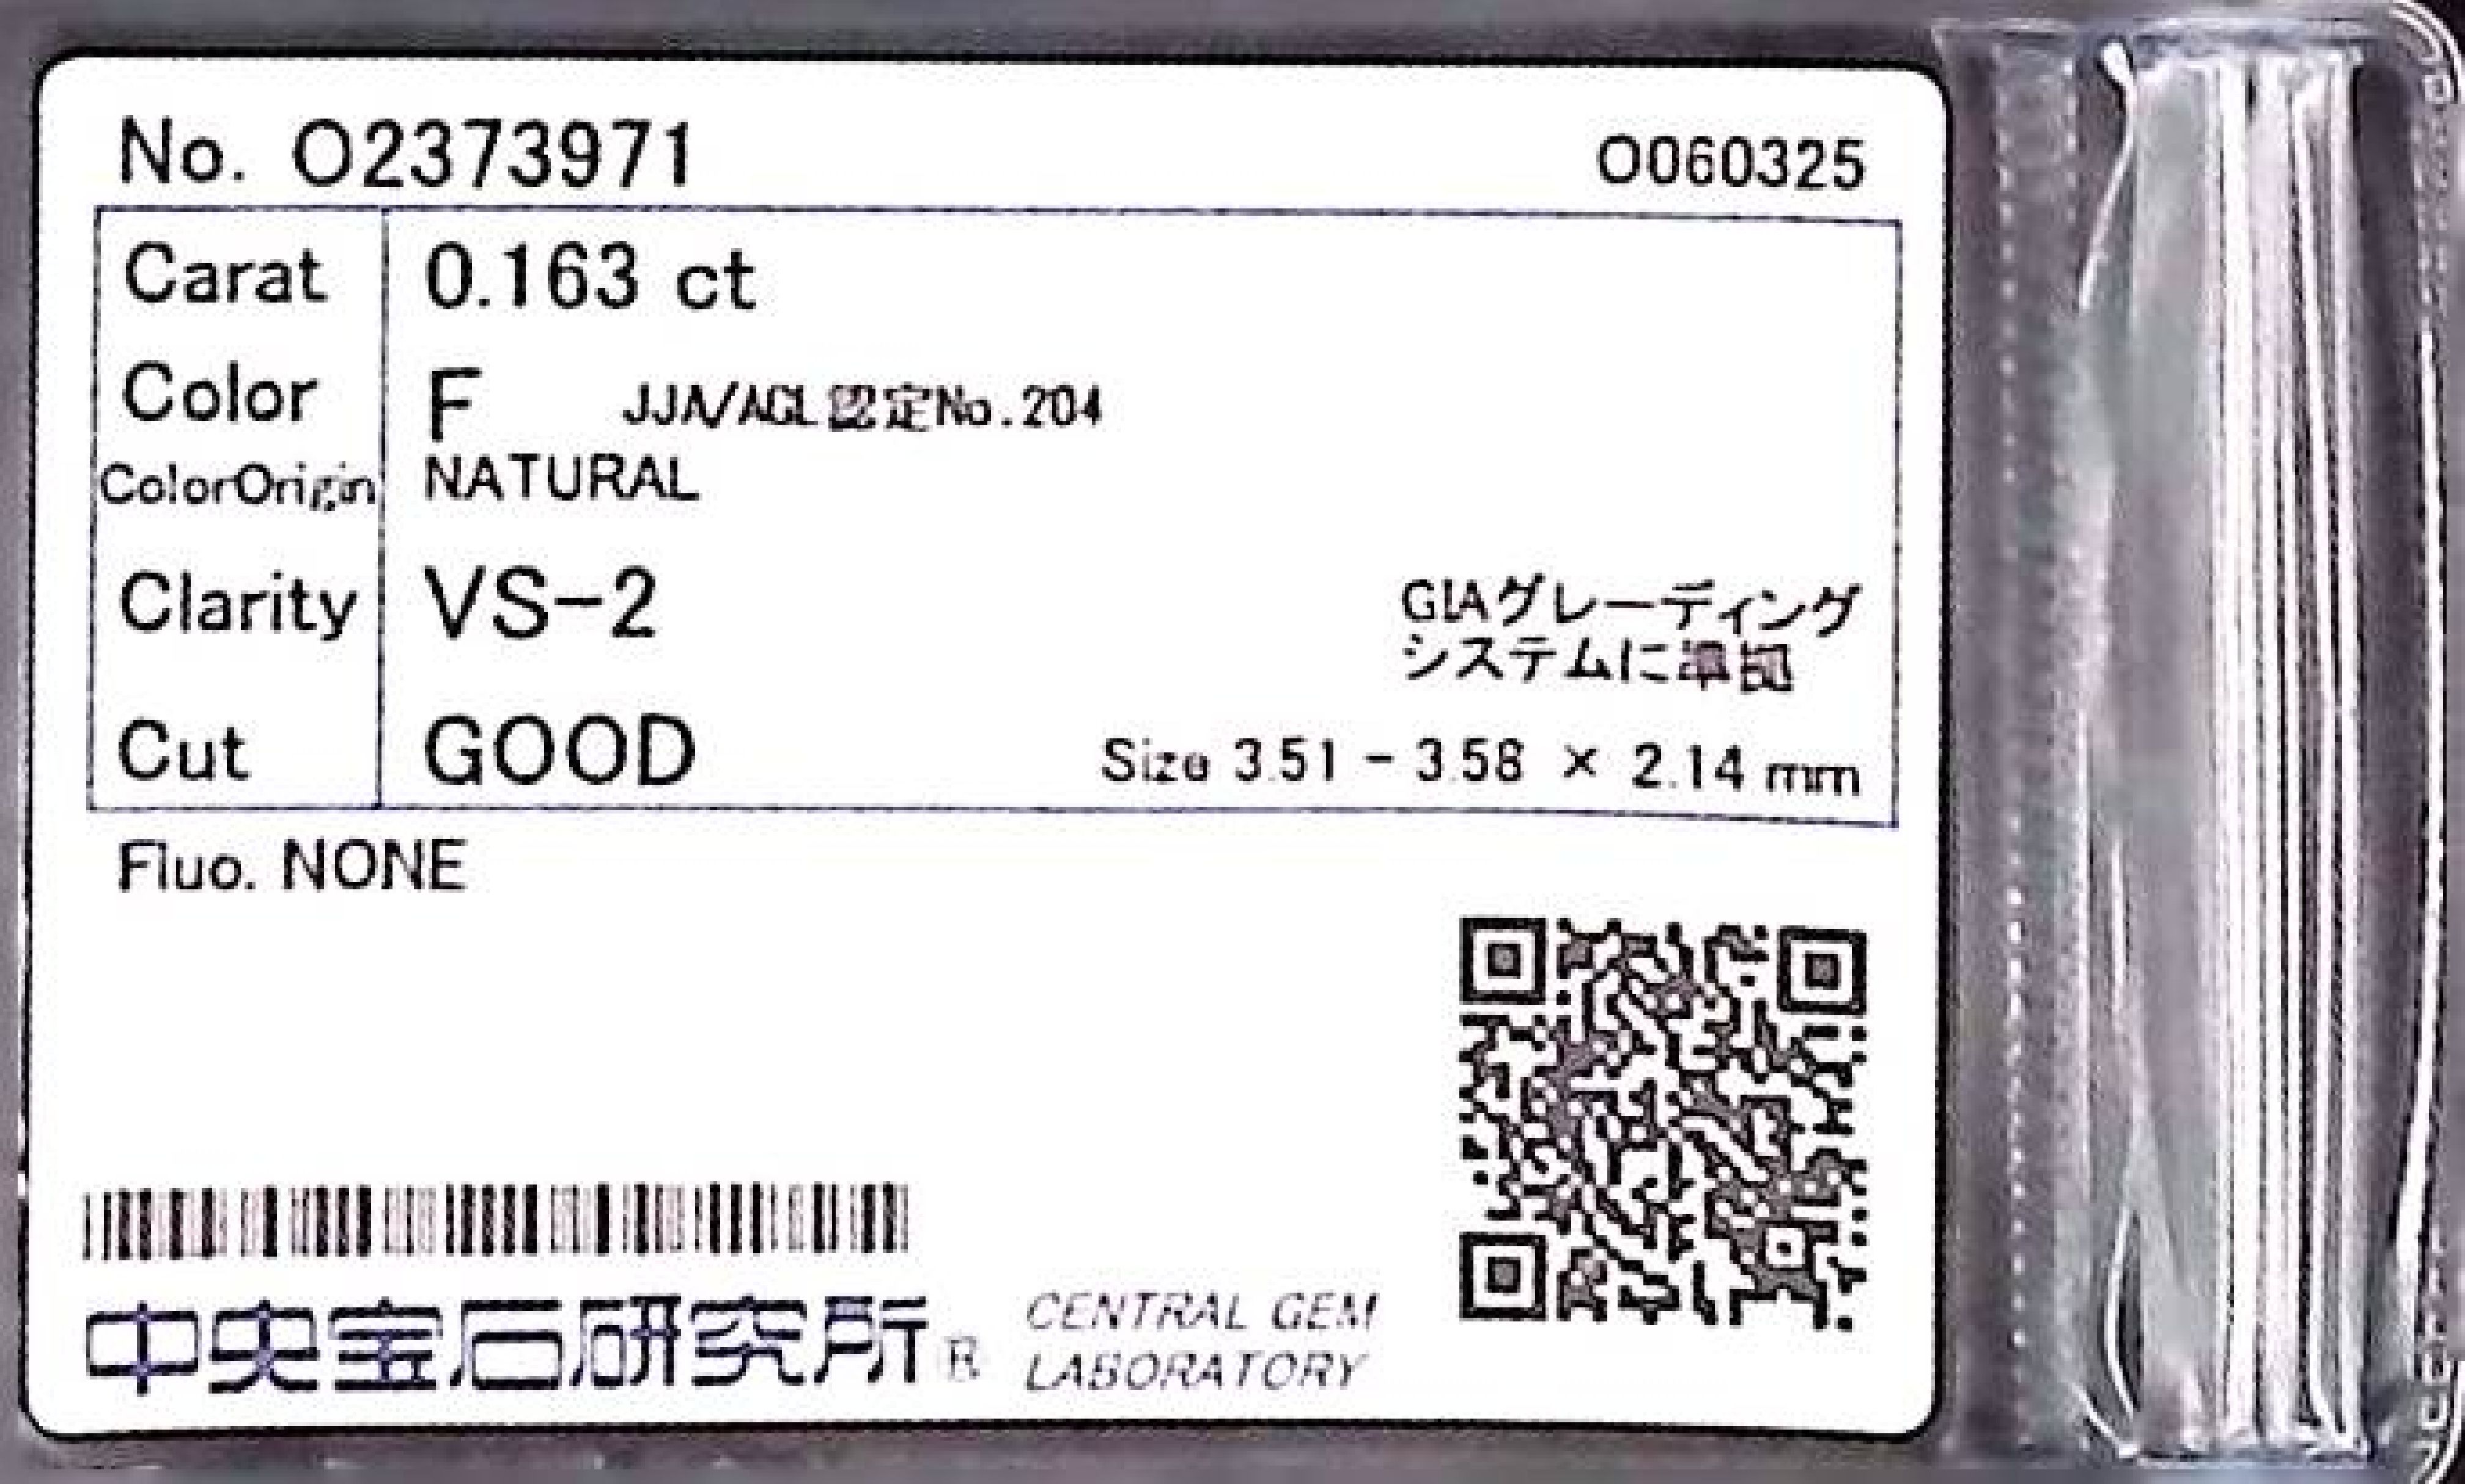 No. O2373971 O060325
Carat 0.163 ct
Color F JJA/AGL認定No.204
ColorOrigin NATURAL
Clarity VS-2
GIAグレーディング
システムに準拠
Cut GOOD Size 3.51 - 3.58 × 2.14 mm
Fluo. NONE
中央宝石研究所 R CENTRAL GEM
LABORATORY